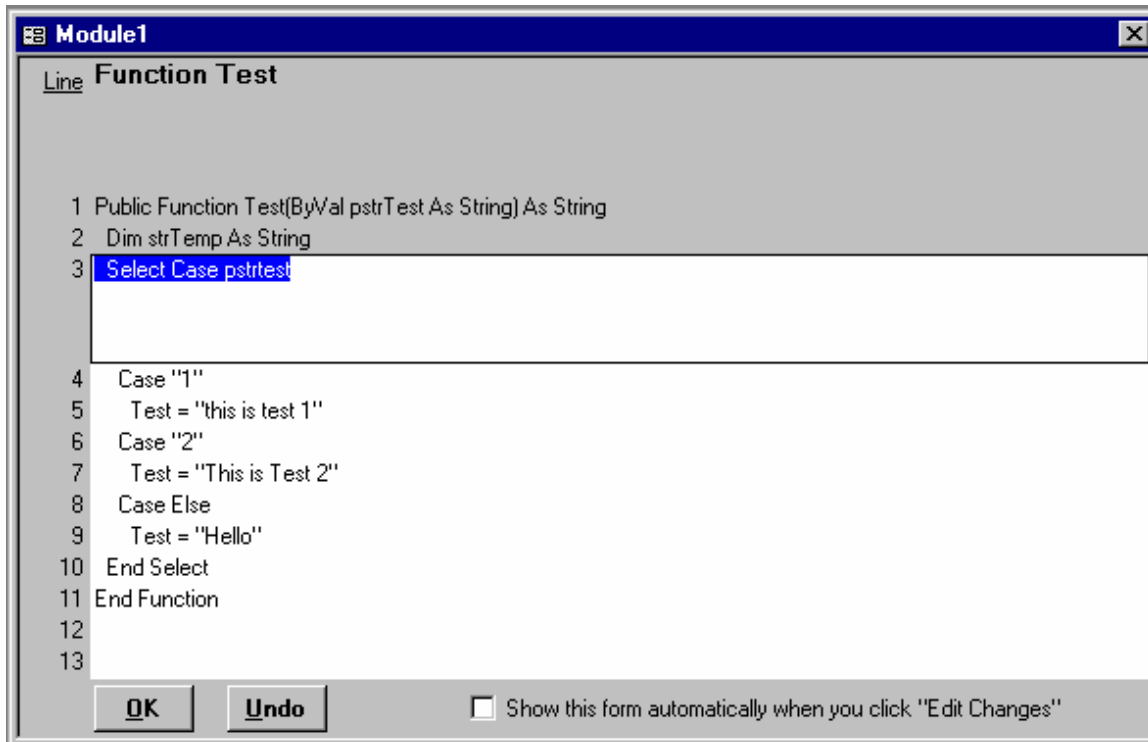 Module1
Line Function Test
1 Public Function Test(ByVal pstrTest As String) As String
2 Dim strTemp As String
3 Select Case pstrtest
4 Case "1"
5 Test = "this is test 1"
6 Case "2"
7 Test = "This is Test 2"
8 Case Else
9 Test = "Hello"
10 End Select
11 End Function
12
13
OK Undo Show this form automatically when you click "Edit Changes"